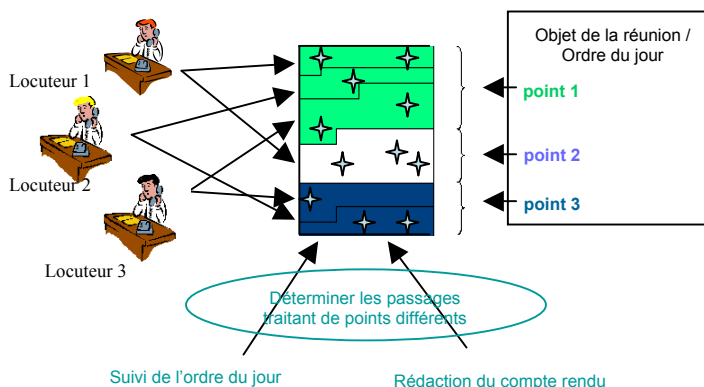 Objet de la réunion /
Ordre du jour
Locuteur 1
point 1
Locuteur 2
point 2
point 3
Locuteur 3
Déterminer les passages
traitant de points différents
Suivi de l'ordre du jour
Rédaction du compte rendu